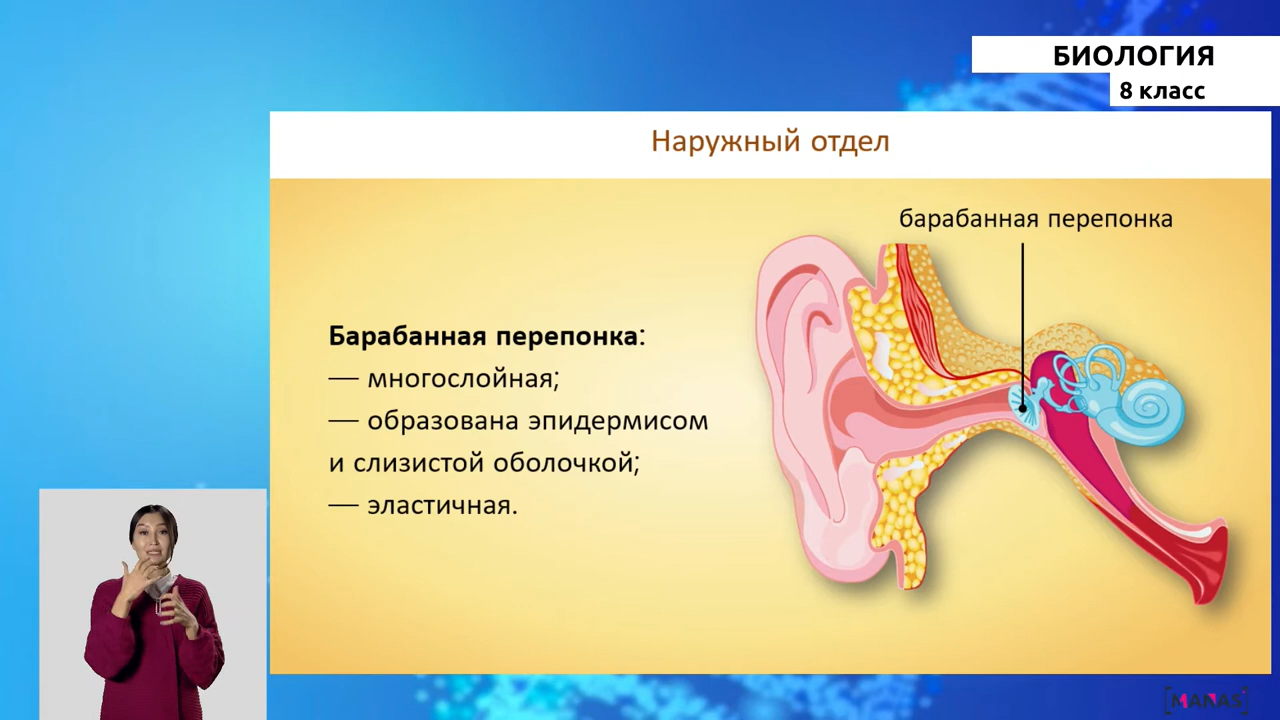 БИОЛОГИЯ
8 класс
Наружный отдел
барабанная перепонка
Барабанная перепонка:
— многослойная;
— образована эпидермисом
и слизистой оболочкой;
— эластичная.
[MANAS]